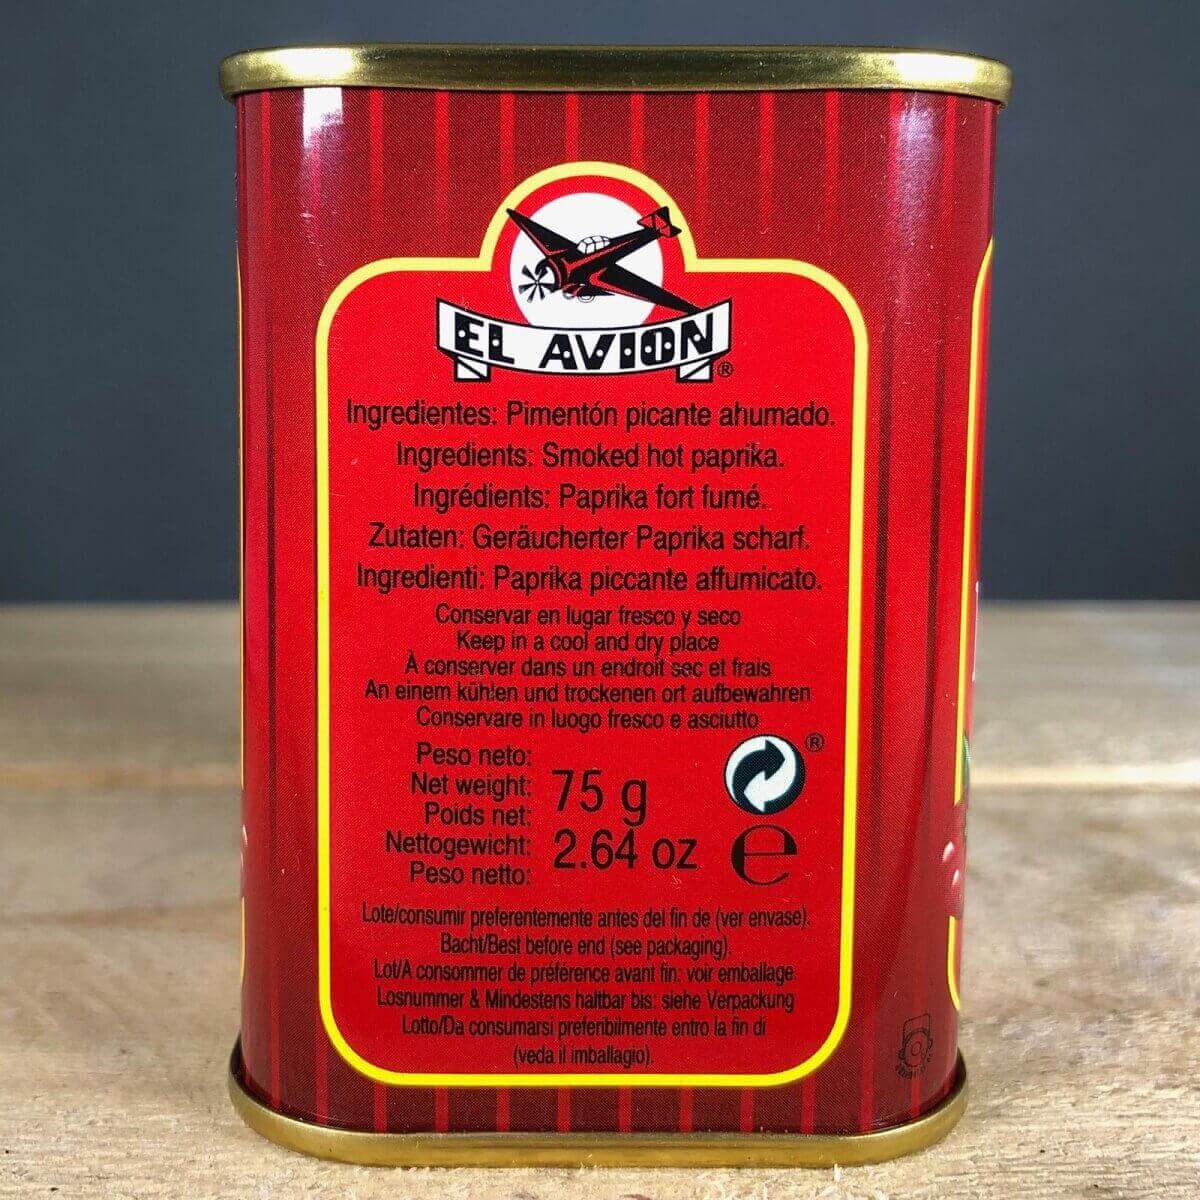 EL AVION
®
Ingredientes: Pimentón picante ahumado.
Ingredients: Smoked hot paprika.
Ingrédients: Paprika fort fumé.
Zutaten: Geräucherter Paprika scharf.
Ingredienti: Paprika piccante affumicato.
Conservar en lugar fresco y seco
Keep in a cool and dry place
À conserver dans un endroit sec et frais
An einem kühlen und trockenen ort aufbewahren
Conservare in luogo fresco e asciutto
®
Peso neto:
Net weight:
Poids net:
Nettogewicht:
Peso netto:
75 g
2.64 oz
e
Lote/consumir preferentemente antes del fin de (ver envase).
Bacht/Best before end (see packaging).
Lot/A consommer de préférence avant fin: voir emballage
Losnummer & Mindestens haltbar bis: siehe Verpackung
Lotto/Da consumarsi preferibilmente entro la fin di
(veda il imballagio).